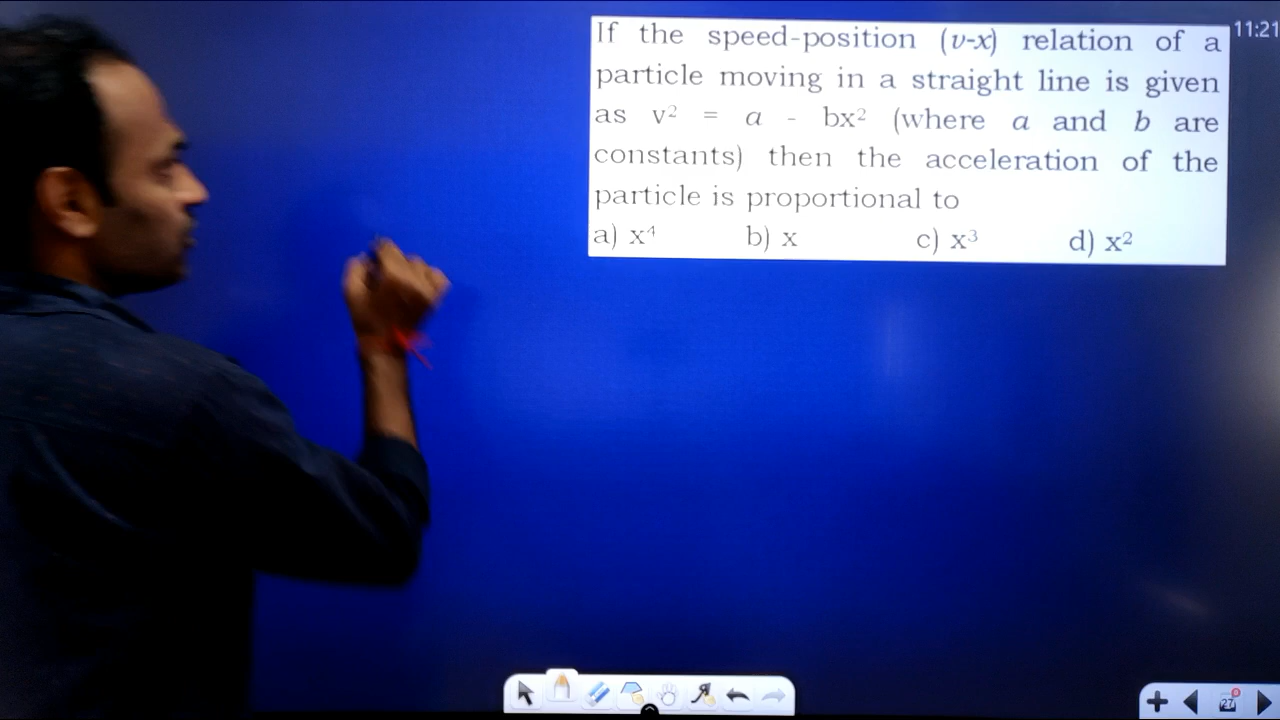 11:21
If the speed-position (v-x) relation of a
particle moving in a straight line is given
as v² = a - bx² (where a and b are
constants) then the acceleration of the
particle is proportional to
a) x⁴ b) x c) x³ d) x²
27